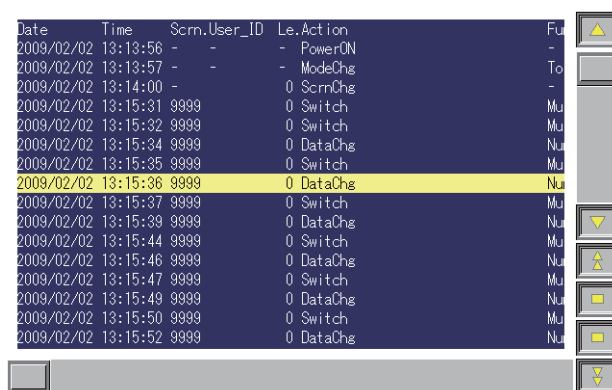 Date Time Scrn.User_ID Le.Action Fu
2009/02/02 13:13:56 - - - PowerON -
2009/02/02 13:13:57 - - - ModeChg To
2009/02/02 13:14:00 - 0 ScrnChg -
2009/02/02 13:15:31 9999 0 Switch Mu
2009/02/02 13:15:32 9999 0 Switch Mu
2009/02/02 13:15:34 9999 0 DataChg Nu
2009/02/02 13:15:35 9999 0 Switch Mu
2009/02/02 13:15:36 9999 0 DataChg Nu
2009/02/02 13:15:37 9999 0 Switch Mu
2009/02/02 13:15:39 9999 0 DataChg Nu
2009/02/02 13:15:44 9999 0 Switch Mu
2009/02/02 13:15:46 9999 0 DataChg Nu
2009/02/02 13:15:47 9999 0 Switch Mu
2009/02/02 13:15:49 9999 0 DataChg Nu
2009/02/02 13:15:50 9999 0 Switch Mu
2009/02/02 13:15:52 9999 0 DataChg Nu